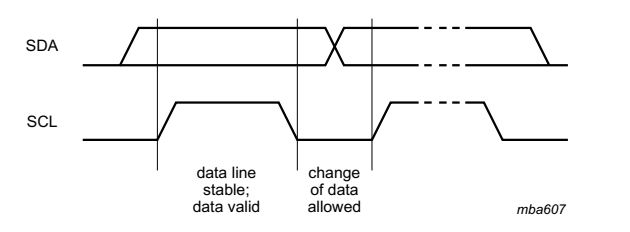 SDA
SCL
data line
stable;
data valid
change
of data
allowed
mba607